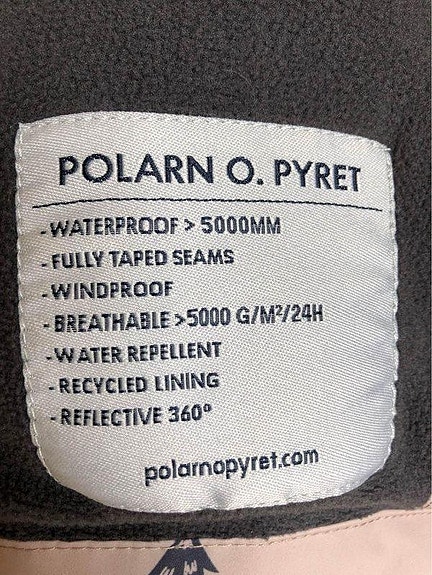 POLARN O. PYRET
- WATERPROOF > 5000MM
- FULLY TAPED SEAMS
- WINDPROOF
- BREATHABLE >5000 G/M²/24H
- WATER REPELLENT
- RECYCLED LINING
- REFLECTIVE 360°
polarnopyret.com